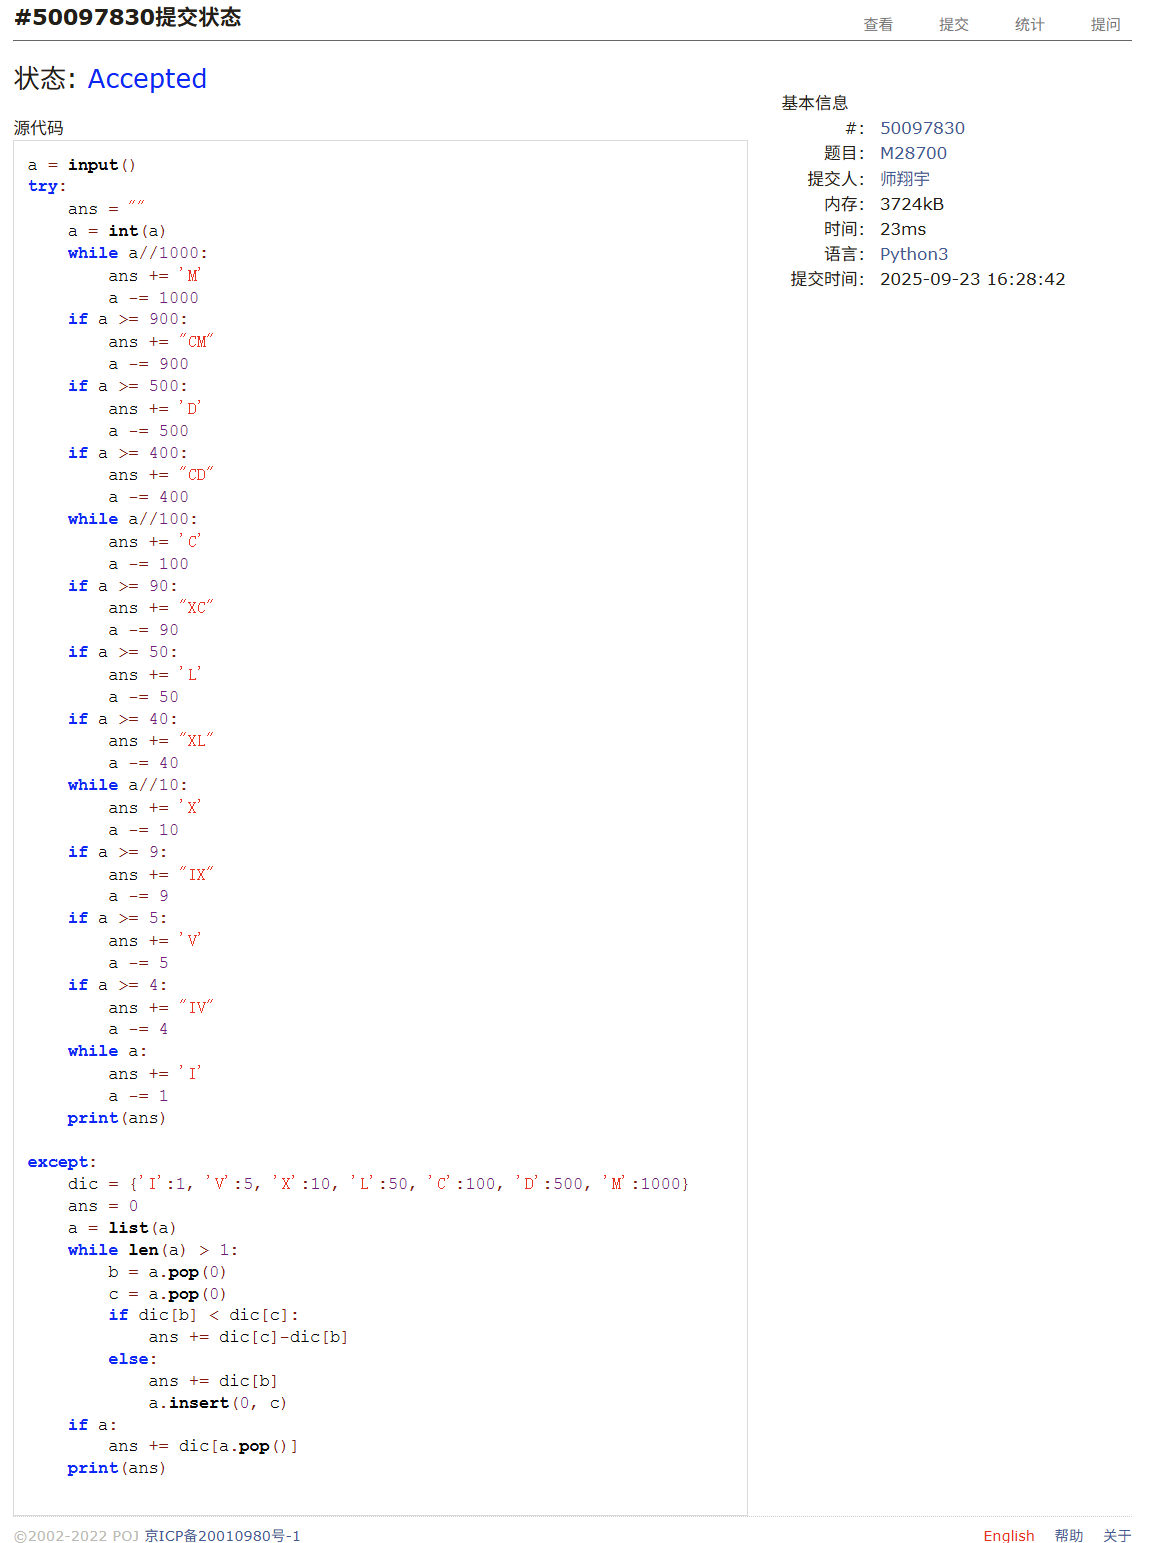 #50097830提交状态
查看 提交 统计 提问
状态: Accepted
源代码
a = input()
try:
    ans = ""
    a = int(a)
    while a//1000:
        ans += 'M'
        a -= 1000
    if a >= 900:
        ans += "CM"
        a -= 900
    if a >= 500:
        ans += 'D'
        a -= 500
    if a >= 400:
        ans += "CD"
        a -= 400
    while a//100:
        ans += 'C'
        a -= 100
    if a >= 90:
        ans += "XC"
        a -= 90
    if a >= 50:
        ans += 'L'
        a -= 50
    if a >= 40:
        ans += "XL"
        a -= 40
    while a//10:
        ans += 'X'
        a -= 10
    if a >= 9:
        ans += "IX"
        a -= 9
    if a >= 5:
        ans += 'V'
        a -= 5
    if a >= 4:
        ans += "IV"
        a -= 4
    while a:
        ans += 'I'
        a -= 1
    print(ans)

except:
    dic = {'I':1, 'V':5, 'X':10, 'L':50, 'C':100, 'D':500, 'M':1000}
    ans = 0
    a = list(a)
    while len(a) > 1:
        b = a.pop(0)
        c = a.pop(0)
        if dic[b] < dic[c]:
            ans += dic[c]-dic[b]
        else:
            ans += dic[b]
            a.insert(0, c)
    if a:
        ans += dic[a.pop()]
    print(ans)
基本信息
#: 50097830
题目: M28700
提交人: 师翔宇
内存: 3724kB
时间: 23ms
语言: Python3
提交时间: 2025-09-23 16:28:42
©2002-2022 POJ 京ICP备20010980号-1
English 帮助 关于